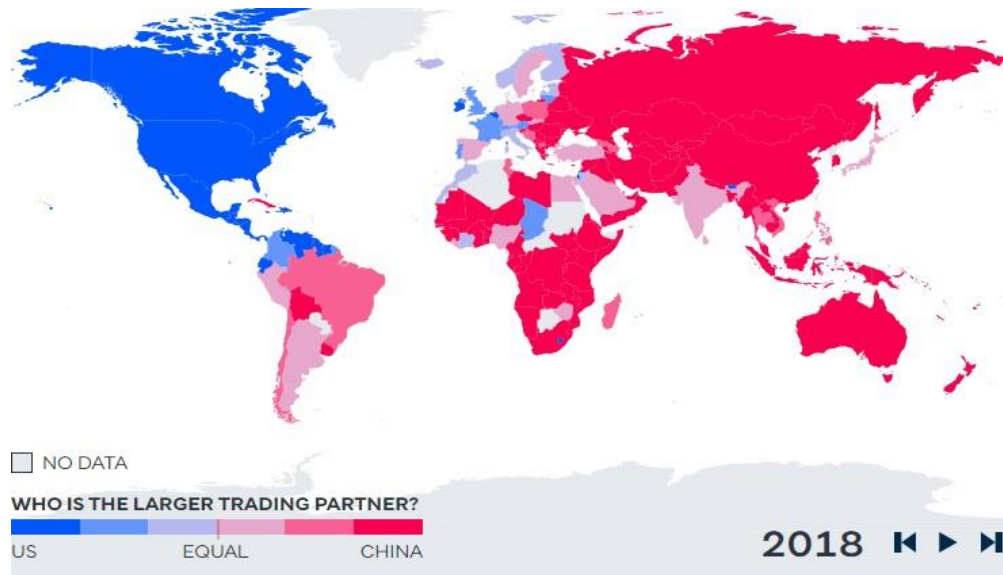 NO DATA
WHO IS THE LARGER TRADING PARTNER?
US EQUAL CHINA
2018